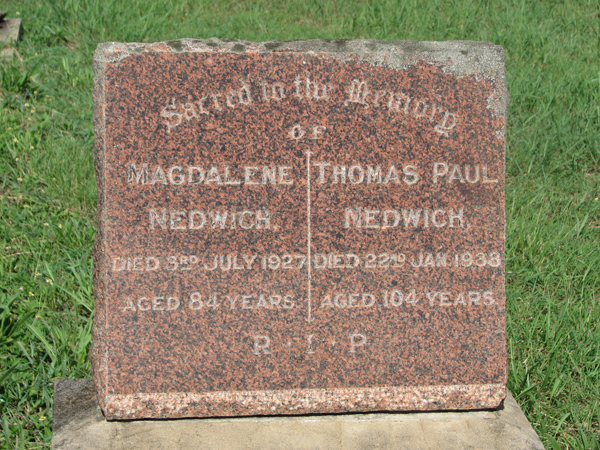 Sacred to the Memory
OF
MAGDALENE
NEDWICH,
DIED 3RD JULY 1927
AGED 84 YEARS
THOMAS PAUL
NEDWICH,
DIED 22ND JAN. 1938
AGED 104 YEARS
R · I · P